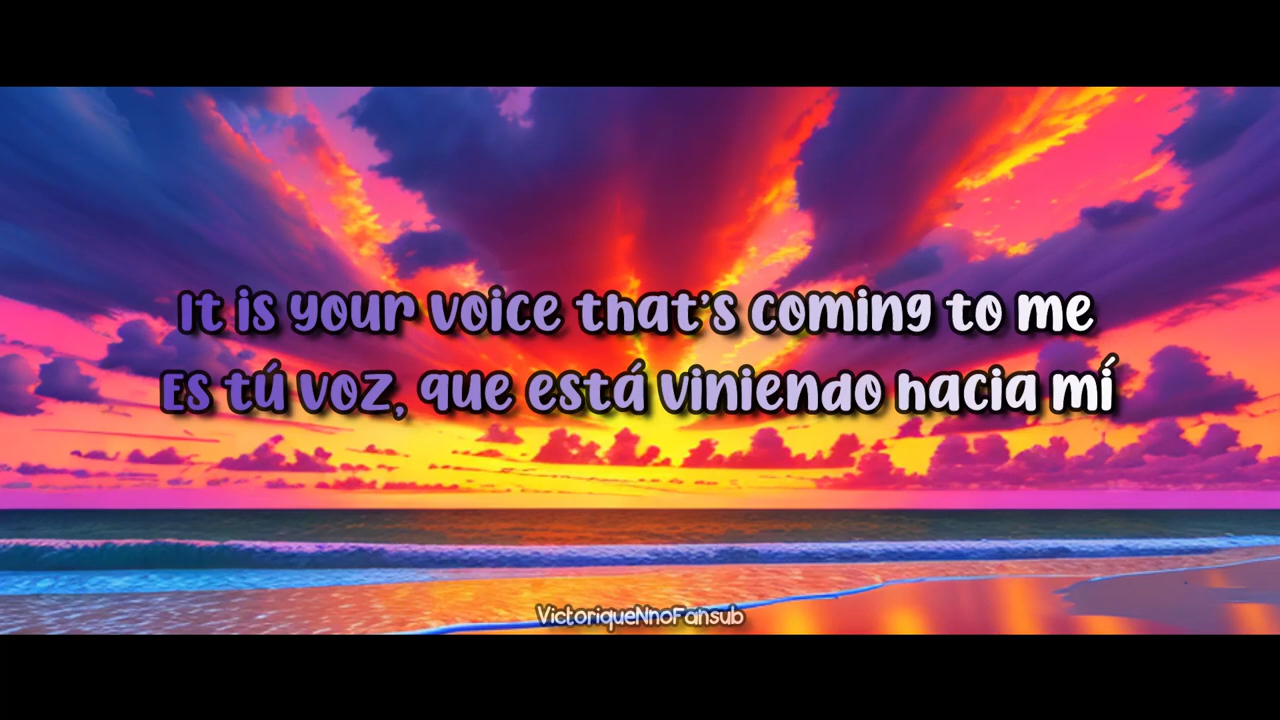 It is your voice that's coming to me
Es tú voz, que está viniendo hacia mí
VictoriqueNnoFansub